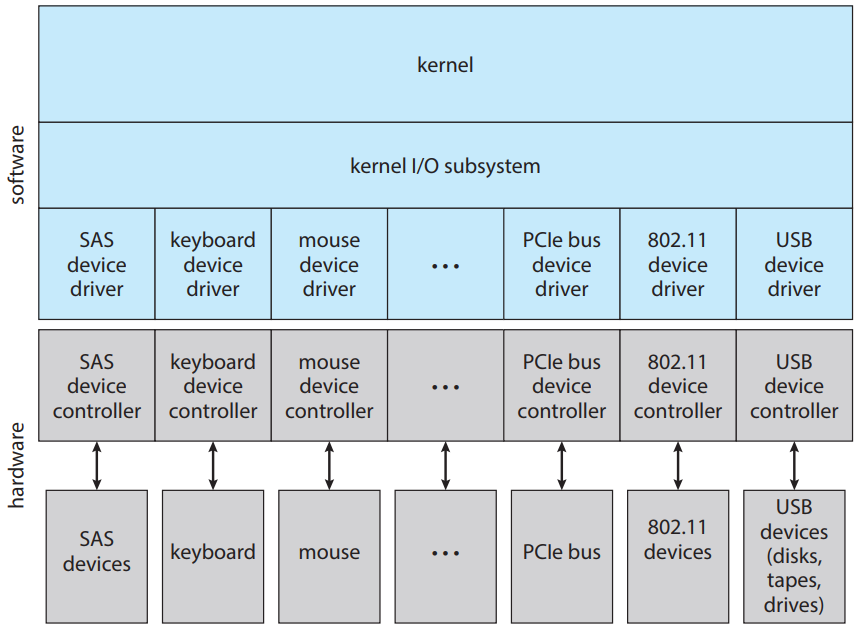 software
kernel
kernel I/O subsystem
SAS
device
driver
keyboard
device
driver
mouse
device
driver
...
PCIe bus
device
driver
802.11
device
driver
USB
device
driver
hardware
SAS
device
controller
keyboard
device
controller
mouse
device
controller
...
PCIe bus
device
controller
802.11
device
controller
USB
device
controller
SAS
devices
keyboard
mouse
...
PCIe bus
802.11
devices
USB
devices
(disks,
tapes,
drives)